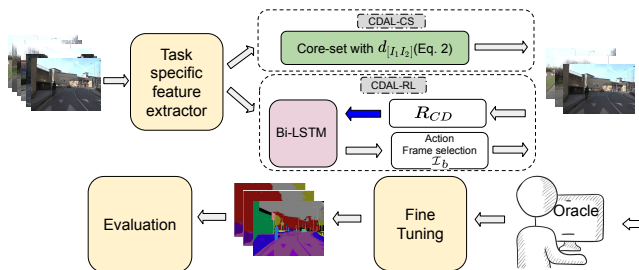 CDAL-CS
Task
specific
feature
extractor
Core-set with d[I1I2](Eq. 2)
CDAL-RL
Bi-LSTM
RCD
Action
Frame selection
Ib
Evaluation
Fine
Tuning
Oracle